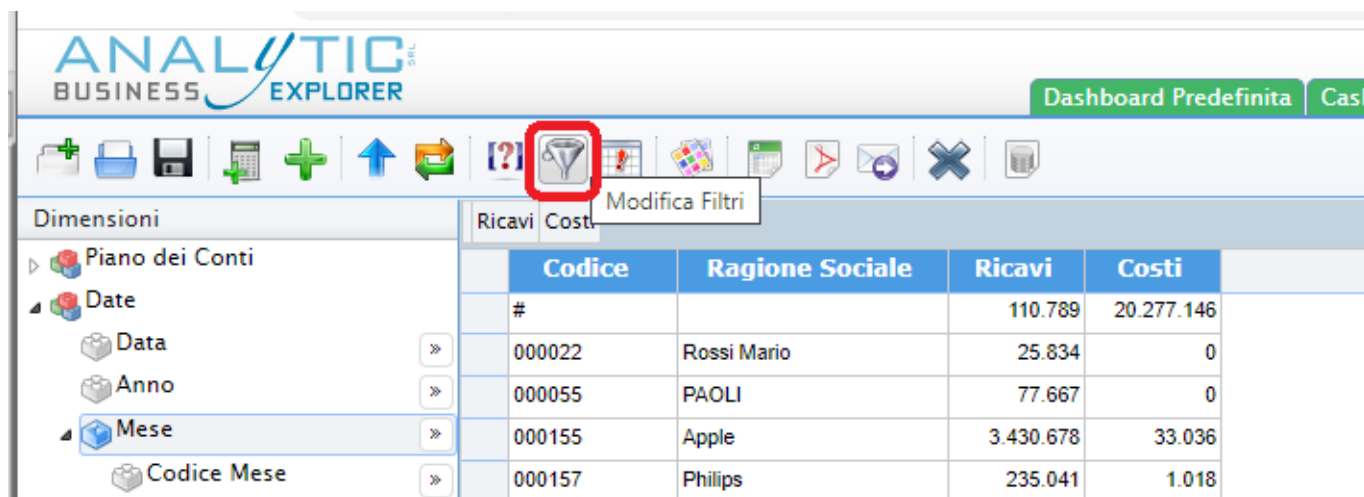 ANALYTIC SRL
BUSINESS EXPLORER
Dashboard Predefinita
[?]
Modifica Filtri
Dimensioni
Ricavi Costi
Piano dei Conti
Date
Data
Anno
Mese
Codice Mese
Codice Ragione Sociale Ricavi Costi
# 110.789 20.277.146
000022 Rossi Mario 25.834 0
000055 PAOLI 77.667 0
000155 Apple 3.430.678 33.036
000157 Philips 235.041 1.018